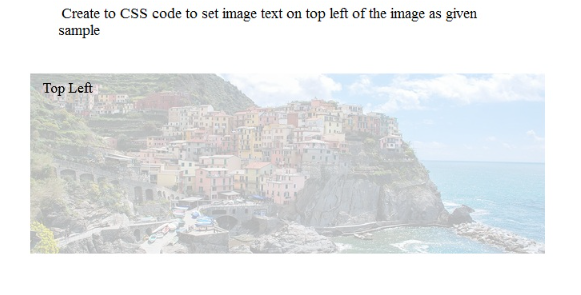 Create to CSS code to set image text on top left of the image as given
sample
Top Left